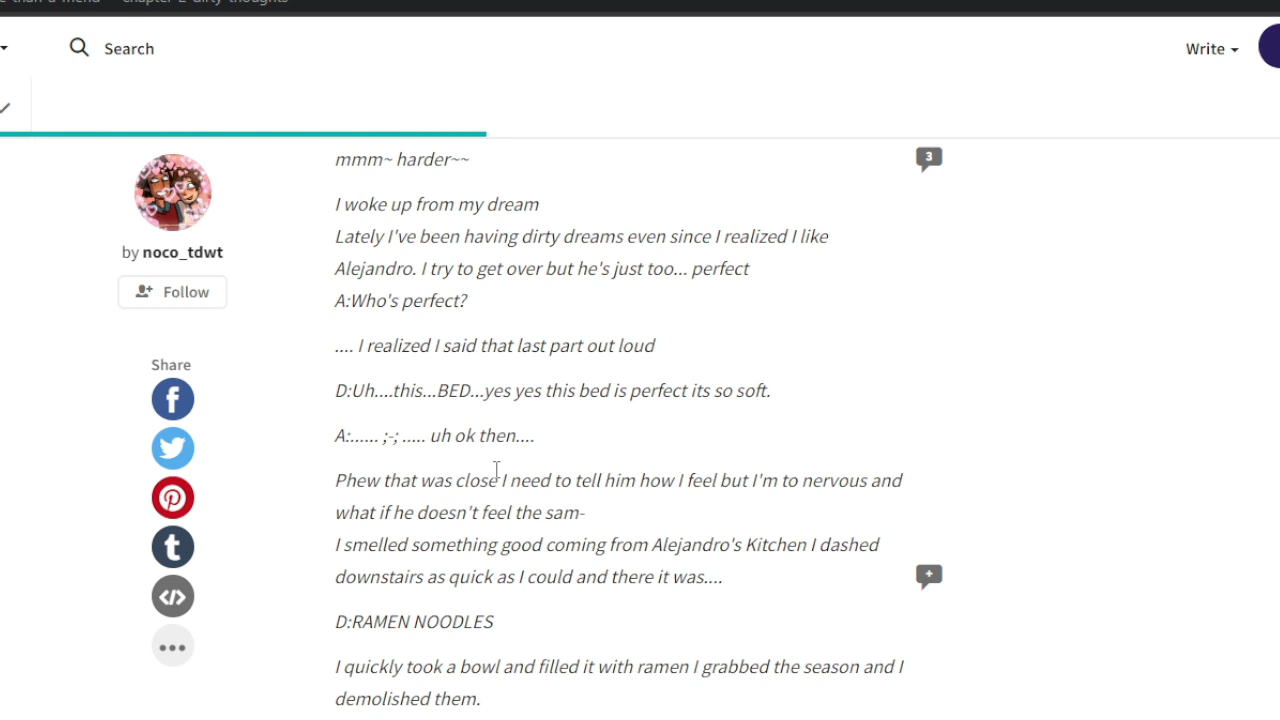 Search
Write
mmm~ harder~~
3
I woke up from my dream
Lately I've been having dirty dreams even since I realized I like
Alejandro. I try to get over but he's just too... perfect
A:Who's perfect?
by noco_tdwt
Follow
.... I realized I said that last part out loud
Share
D:Uh....this...BED...yes yes this bed is perfect its so soft.
A:...... ;-; ..... uh ok then....
Phew that was close I need to tell him how I feel but I'm to nervous and
what if he doesn't feel the sam-
I smelled something good coming from Alejandro's Kitchen I dashed
downstairs as quick as I could and there it was....
D:RAMEN NOODLES
I quickly took a bowl and filled it with ramen I grabbed the season and I
demolished them.